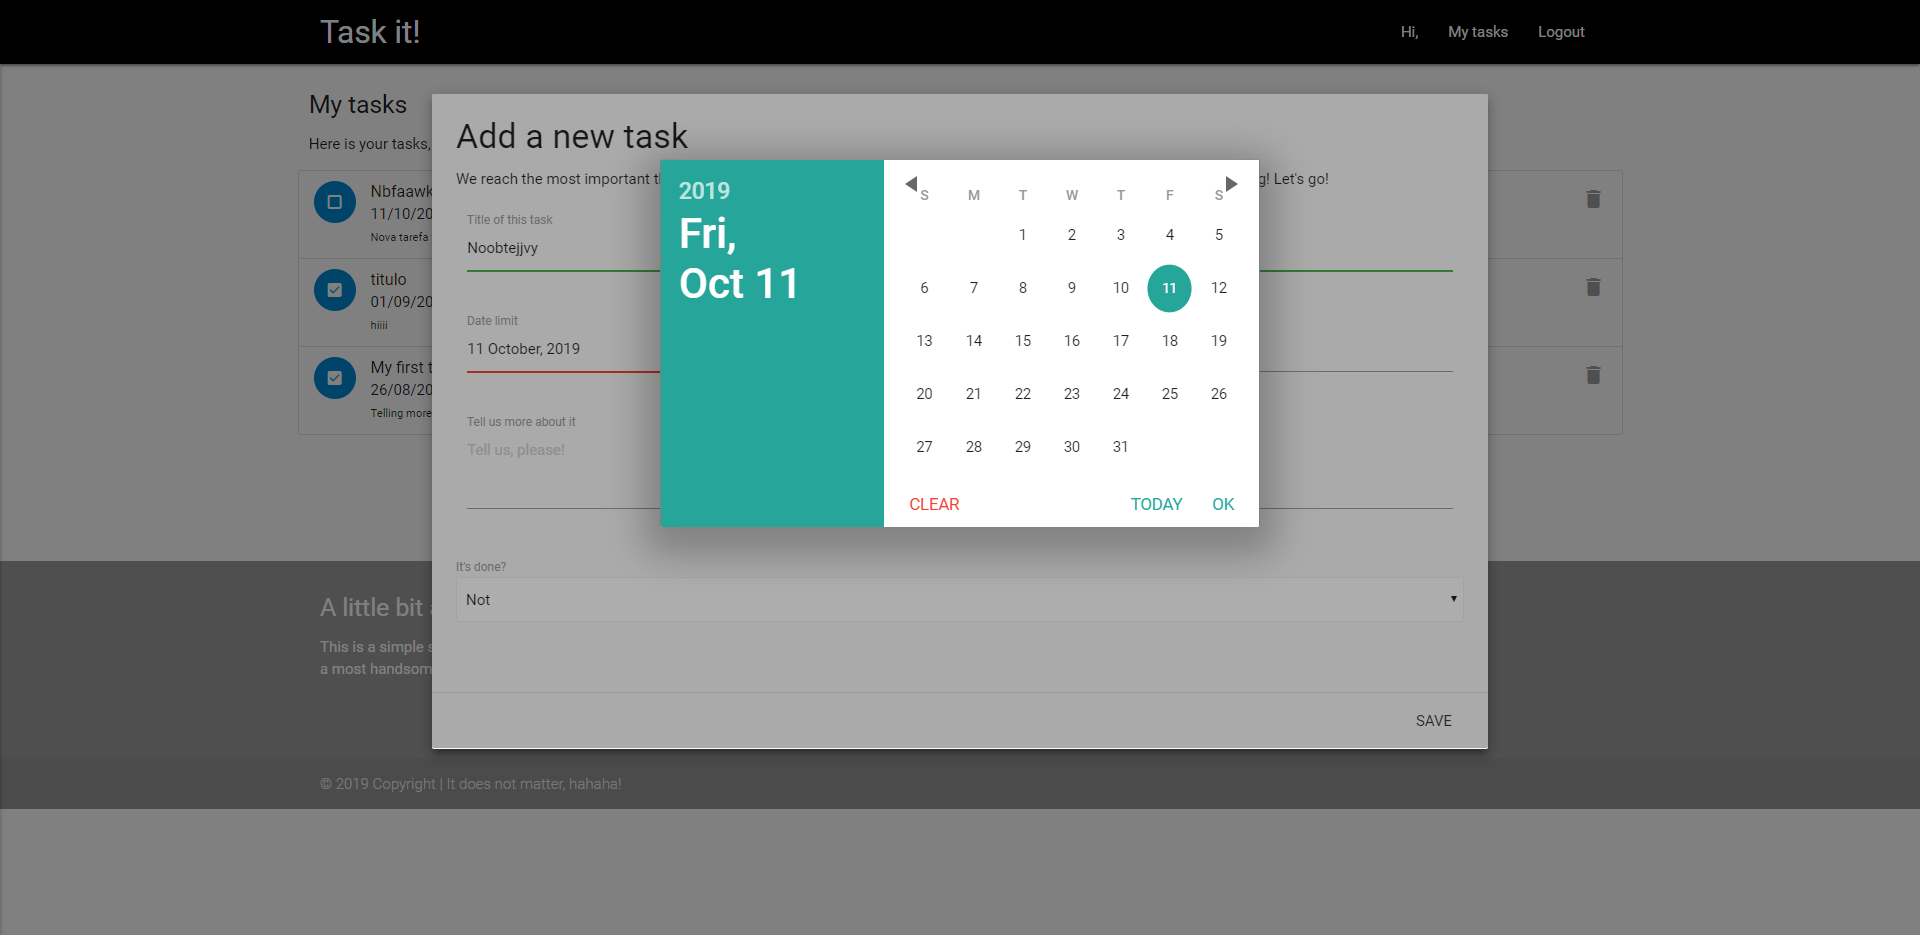 Task it!
Hi, My tasks Logout
My tasks
Here is your tasks,
Nbfaawk
11/10/20
Nova tarefa
titulo
01/09/20
hiiii
My first t
26/08/20
Telling more
Add a new task
We reach the most important t
g! Let's go!
Title of this task
Noobtejjvy
Date limit
11 October, 2019
Tell us more about it
Tell us, please!
It's done?
Not
SAVE
2019
Fri,
Oct 11
S M T W T F S
1 2 3 4 5
6 7 8 9 10 11 12
13 14 15 16 17 18 19
20 21 22 23 24 25 26
27 28 29 30 31
CLEAR TODAY OK
A little bit
This is a simple s
a most handsom
© 2019 Copyright | It does not matter, hahaha!